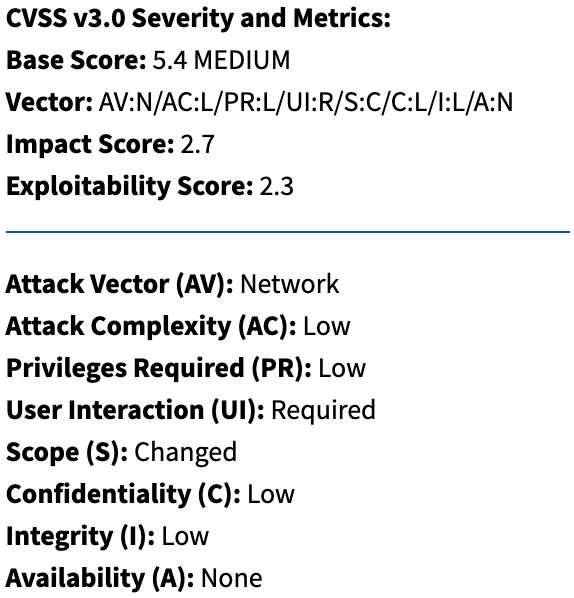 CVSS v3.0 Severity and Metrics:
Base Score: 5.4 MEDIUM
Vector: AV:N/AC:L/PR:L/UI:R/S:C/C:L/I:L/A:N
Impact Score: 2.7
Exploitability Score: 2.3
Attack Vector (AV): Network
Attack Complexity (AC): Low
Privileges Required (PR): Low
User Interaction (UI): Required
Scope (S): Changed
Confidentiality (C): Low
Integrity (I): Low
Availability (A): None